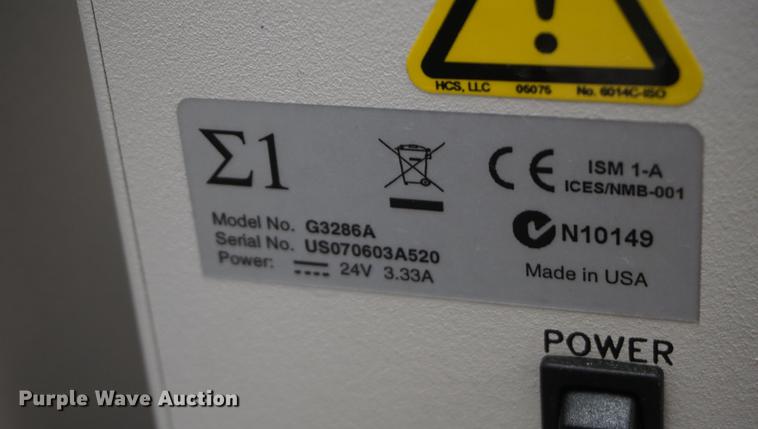 HCS, LLC 05075 No. 6014C-ISO
Σ1
CE ISM 1-A
ICES/NMB-001
Model No. G3286A
Serial No. US070603A520
Power: 24V 3.33A
N10149
Made in USA
POWER
Purple Wave Auction